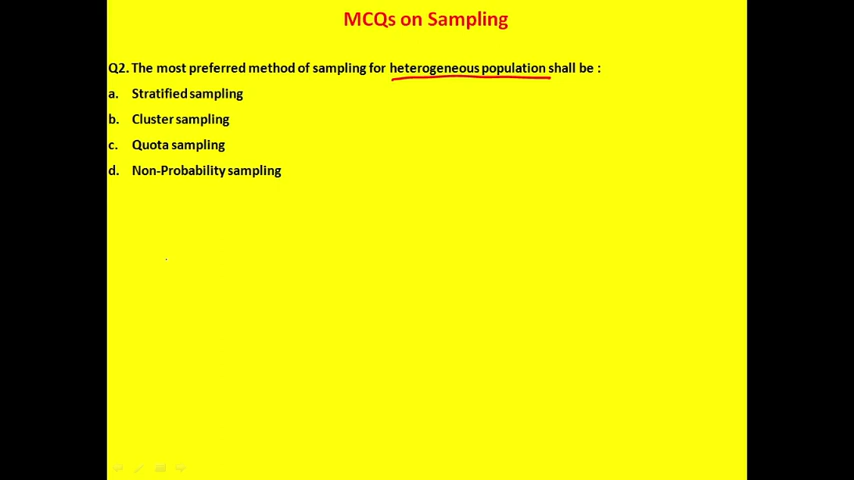 MCQs on Sampling
Q2. The most preferred method of sampling for heterogeneous population shall be :
a. Stratified sampling
b. Cluster sampling
c. Quota sampling
d. Non-Probability sampling